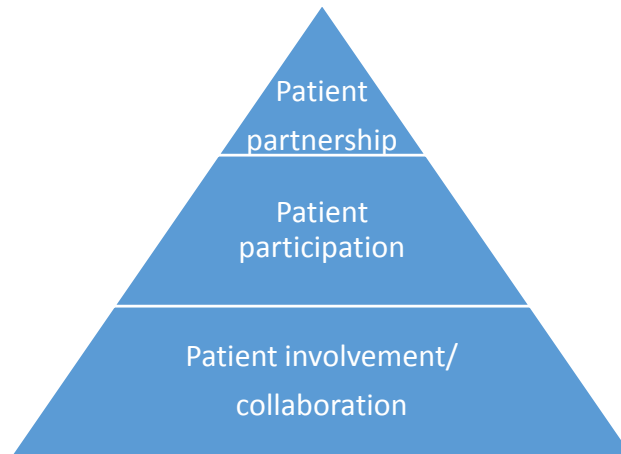 Patient
partnership
Patient
participation
Patient involvement/
collaboration